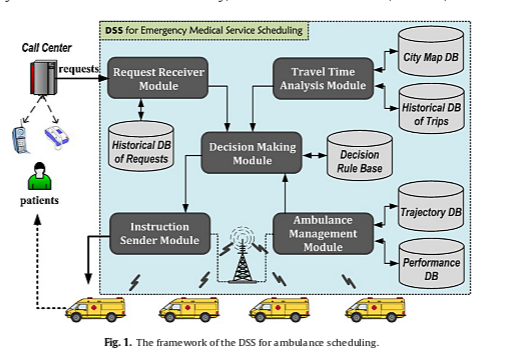 DSS for Emergency Medical Service Scheduling
Call Center
requests
Request Receiver
Module
Travel Time
Analysis Module
City Map DB
Historical DB
of Trips
Historical DB
of Requests
Decision Making
Module
Decision
Rule Base
patients
Instruction
Sender Module
Ambulance
Management
Module
Trajectory DB
Performance
DB
Fig. 1. The framework of the DSS for ambulance scheduling.